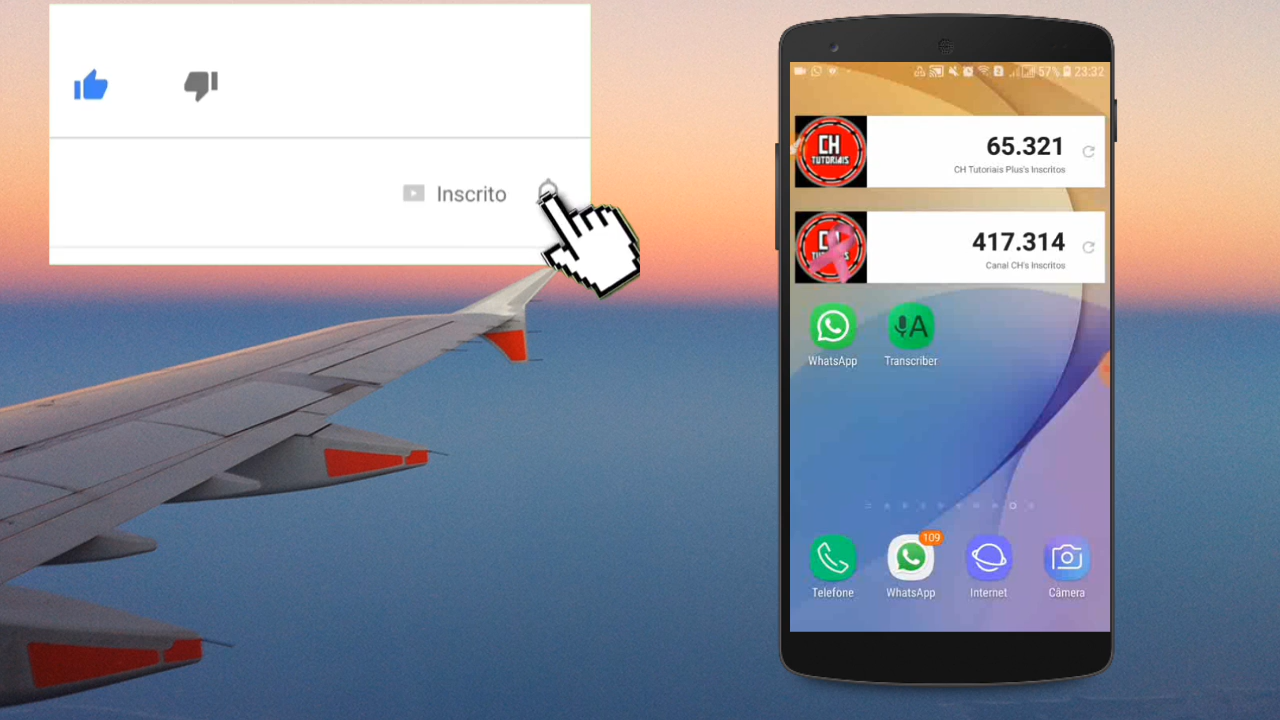 Inscrito
57% 23:32
CH
TUTORIAIS
65.321
CH Tutoriais Plus's Inscritos
417.314
Canal CH's Inscritos
A
WhatsApp
Transcriber
109
Telefone
WhatsApp
Internet
Câmera